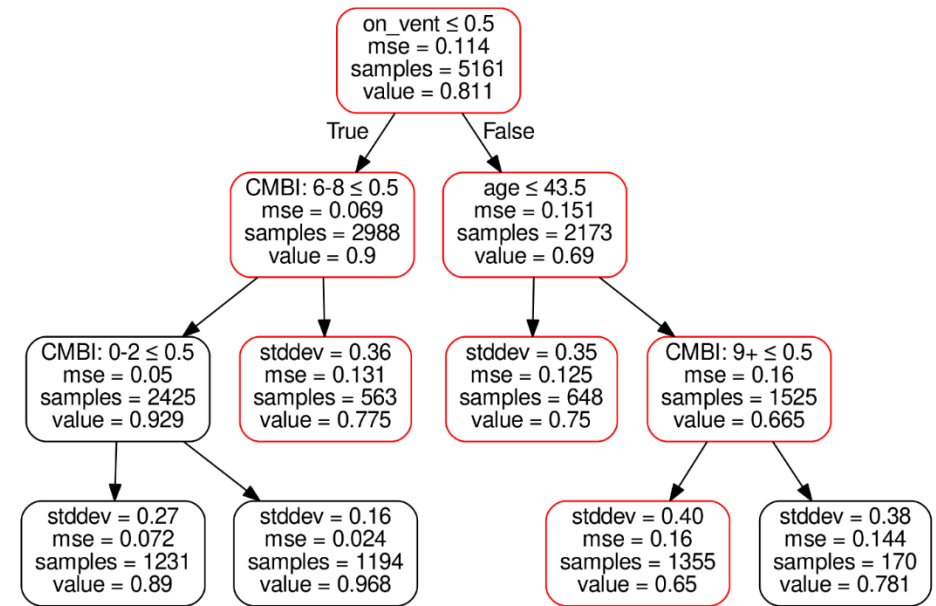 on_vent ≤ 0.5
mse = 0.114
samples = 5161
value = 0.811
True
False
CMBI: 6-8 ≤ 0.5
mse = 0.069
samples = 2988
value = 0.9
age ≤ 43.5
mse = 0.151
samples = 2173
value = 0.69
CMBI: 0-2 ≤ 0.5
mse = 0.05
samples = 2425
value = 0.929
stddev = 0.36
mse = 0.131
samples = 563
value = 0.775
stddev = 0.35
mse = 0.125
samples = 648
value = 0.75
CMBI: 9+ ≤ 0.5
mse = 0.16
samples = 1525
value = 0.665
stddev = 0.27
mse = 0.072
samples = 1231
value = 0.89
stddev = 0.16
mse = 0.024
samples = 1194
value = 0.968
stddev = 0.40
mse = 0.16
samples = 1355
value = 0.65
stddev = 0.38
mse = 0.144
samples = 170
value = 0.781